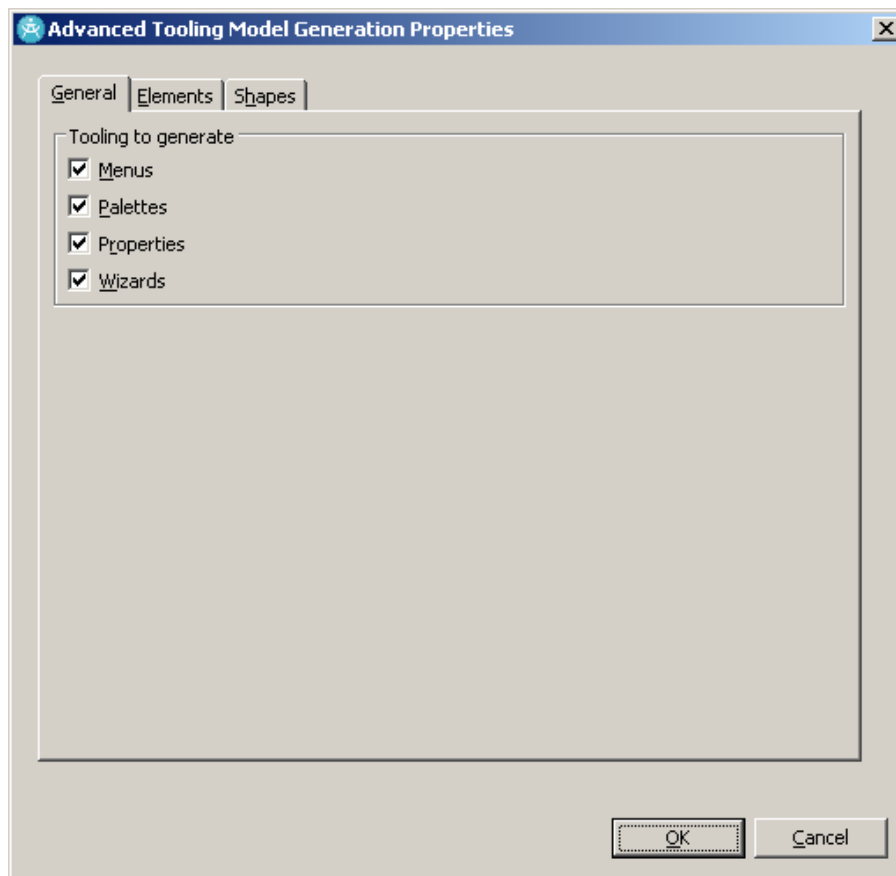 Advanced Tooling Model Generation Properties
General Elements Shapes
Tooling to generate
Menus
Palettes
Properties
Wizards
OK Cancel